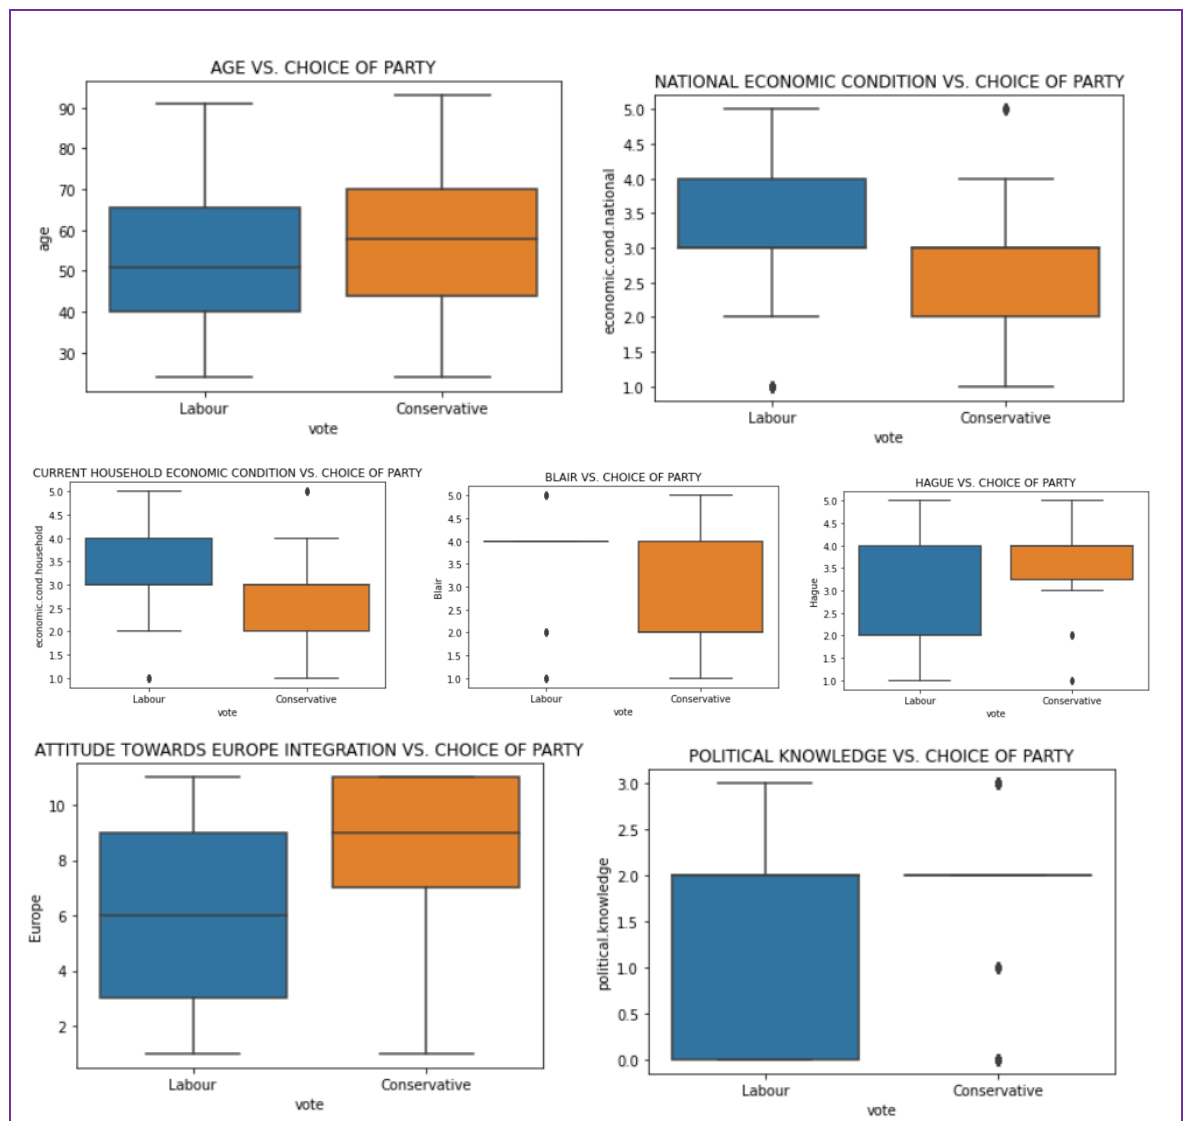 AGE VS. CHOICE OF PARTY
90
80
70
60
50
40
30
age
Labour
Conservative
vote
NATIONAL ECONOMIC CONDITION VS. CHOICE OF PARTY
5.0
4.5
4.0
3.5
3.0
2.5
2.0
1.5
1.0
economic.cond.national
Labour
Conservative
vote
CURRENT HOUSEHOLD ECONOMIC CONDITION VS. CHOICE OF PARTY
5.0
4.5
4.0
3.5
3.0
2.5
2.0
1.5
1.0
economic.cond.household
Labour
Conservative
vote
BLAIR VS. CHOICE OF PARTY
5.0
4.5
4.0
3.5
3.0
2.5
2.0
1.5
1.0
Blair
Labour
Conservative
vote
HAGUE VS. CHOICE OF PARTY
5.0
4.5
4.0
3.5
3.0
2.5
2.0
1.5
1.0
Hague
Labour
Conservative
vote
ATTITUDE TOWARDS EUROPE INTEGRATION VS. CHOICE OF PARTY
10
8
6
4
2
Europe
Labour
Conservative
vote
POLITICAL KNOWLEDGE VS. CHOICE OF PARTY
3.0
2.5
2.0
1.5
1.0
0.5
0.0
political.knowledge
Labour
Conservative
vote